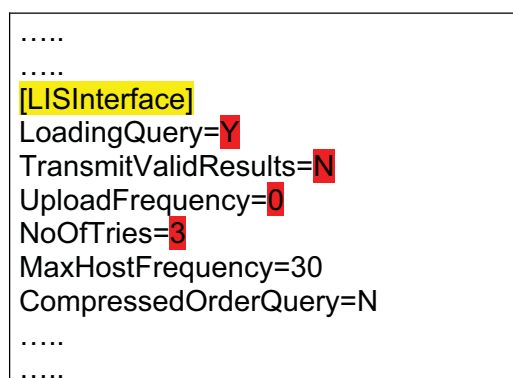 …..
…..
[LISInterface]
LoadingQuery=Y
TransmitValidResults=N
UploadFrequency=0
NoOfTries=3
MaxHostFrequency=30
CompressedOrderQuery=N
…..
…..